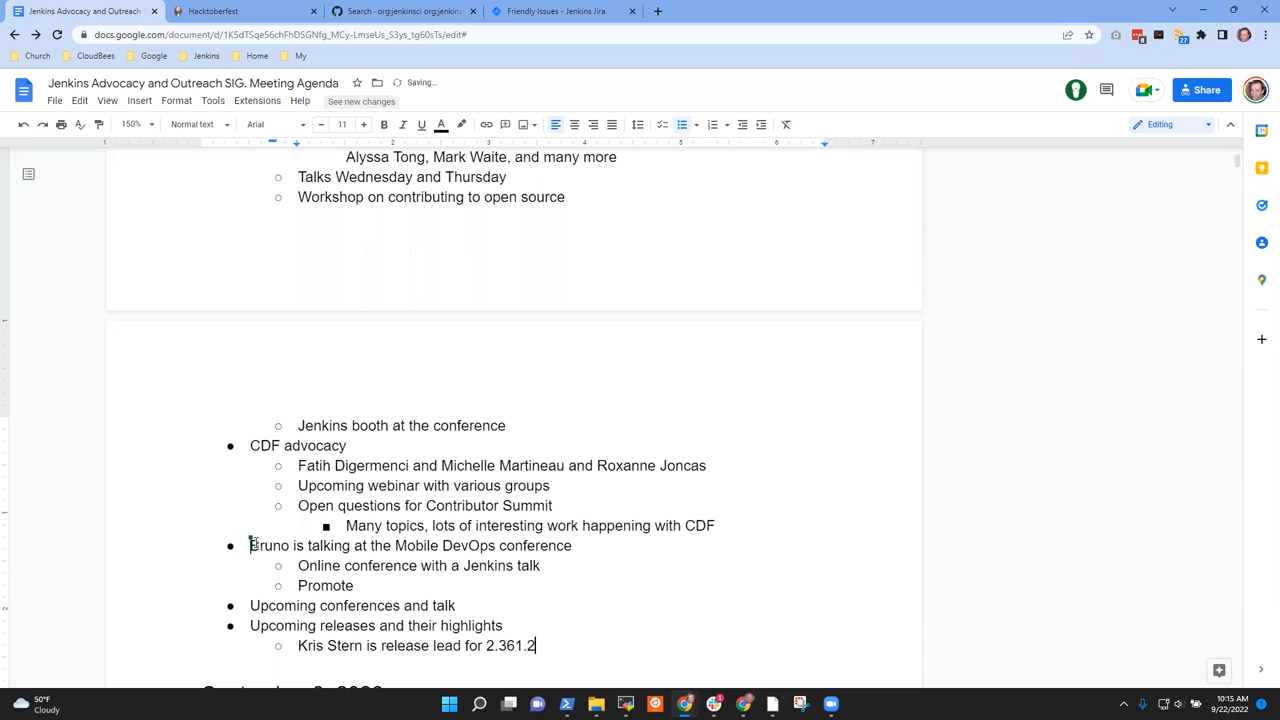 Jenkins Advocacy and Outreach S
Hacktoberfest
Search · org:jenkinsci org:jenkins
Friendly Issues - Jenkins Jira
docs.google.com/document/d/1K5dTSqe56chFhDSGNfg_MCy-LmseUs_S3ys_tg60sTs/edit#
Church CloudBees Google Jenkins Home My
Jenkins Advocacy and Outreach SIG. Meeting Agenda Saving…
File Edit View Insert Format Tools Extensions Help See new changes
Share
150% Normal text Arial 11 Editing
1 2 3 4 5 6 7
Alyssa Tong, Mark Waite, and many more
○ Talks Wednesday and Thursday
○ Workshop on contributing to open source
○ Jenkins booth at the conference
● CDF advocacy
○ Fatih Digermenci and Michelle Martineau and Roxanne Joncas
○ Upcoming webinar with various groups
○ Open questions for Contributor Summit
■ Many topics, lots of interesting work happening with CDF
● Bruno is talking at the Mobile DevOps conference
○ Online conference with a Jenkins talk
○ Promote
● Upcoming conferences and talk
● Upcoming releases and their highlights
○ Kris Stern is release lead for 2.361.2
50°F
Cloudy
10:15 AM
9/22/2022